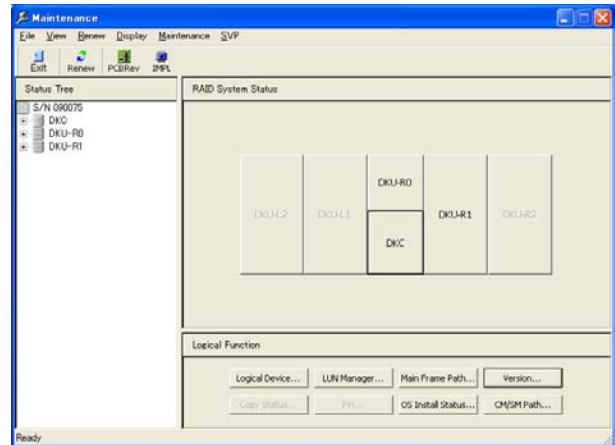 Maintenance
File View Renew Display Maintenance SVP
Exit Renew PCBRev IMPL
Status Tree
S/N 090075
DKC
DKU-R0
DKU-R1
RAID System Status
DKU-L2 DKU-L1 DKU-R0 DKC DKU-R1 DKU-R2
Logical Function
Logical Device... LUN Manager... Main Frame Path... Version...
Copy Status... Pin... OS Install Status... CM/SM Path...
Ready